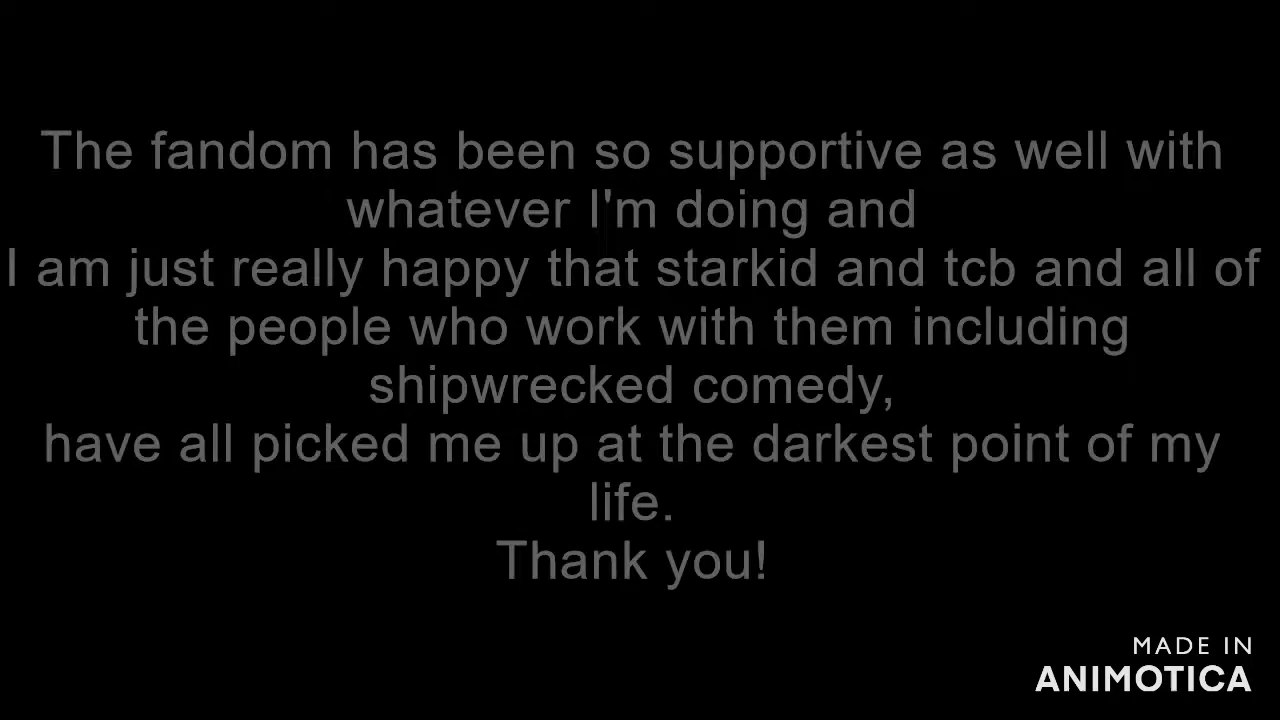 The fandom has been so supportive as well with
whatever I'm doing and
I am just really happy that starkid and tcb and all of
the people who work with them including
shipwrecked comedy,
have all picked me up at the darkest point of my
life.
Thank you!
MADE IN
ANIMOTICA